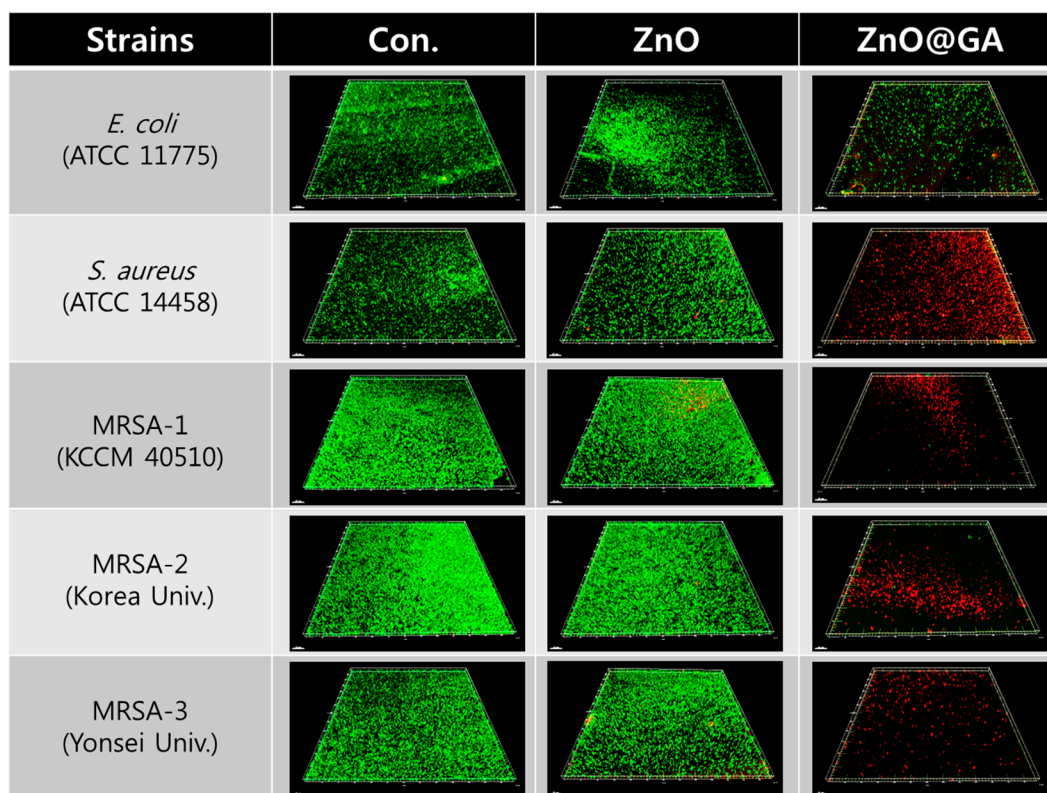 Strains Con. ZnO ZnO@GA
E. coli
(ATCC 11775)
S. aureus
(ATCC 14458)
MRSA-1
(KCCM 40510)
MRSA-2
(Korea Univ.)
MRSA-3
(Yonsei Univ.)